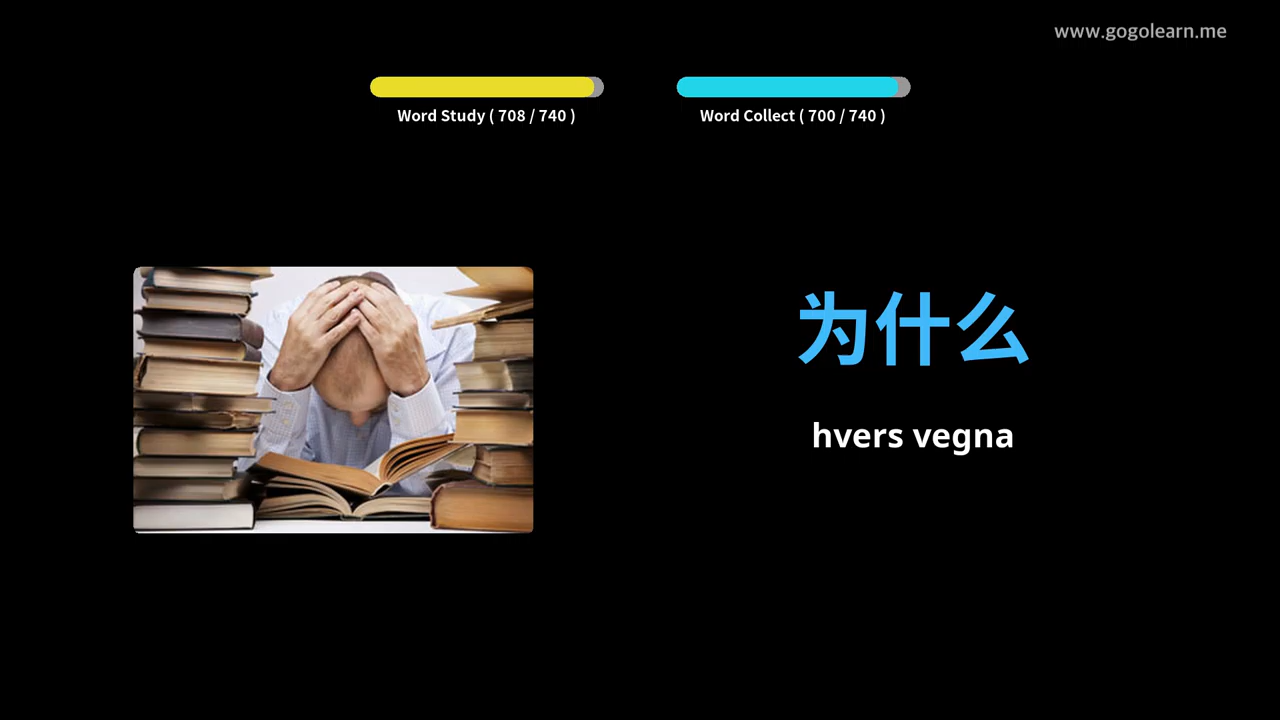 www.gogolearn.me
Word Study ( 708 / 740 )
Word Collect ( 700 / 740 )
为什么
hvers vegna